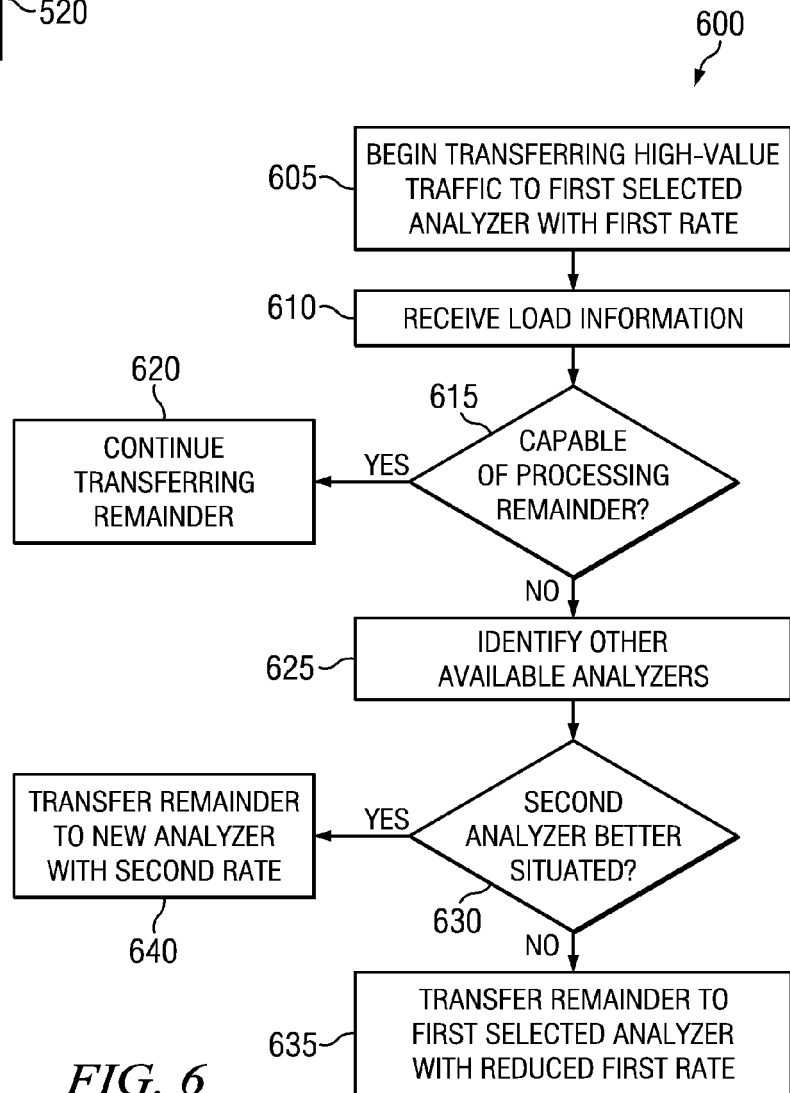 520
600
605
BEGIN TRANSFERRING HIGH-VALUE
TRAFFIC TO FIRST SELECTED
ANALYZER WITH FIRST RATE
610
RECEIVE LOAD INFORMATION
620
615
CONTINUE
TRANSFERRING
REMAINDER
YES
CAPABLE
OF PROCESSING
REMAINDER?
NO
625
IDENTIFY OTHER
AVAILABLE ANALYZERS
TRANSFER REMAINDER
TO NEW ANALYZER
WITH SECOND RATE
YES
SECOND
ANALYZER BETTER
SITUATED?
640
630
NO
635
TRANSFER REMAINDER TO
FIRST SELECTED ANALYZER
WITH REDUCED FIRST RATE
FIG. 6